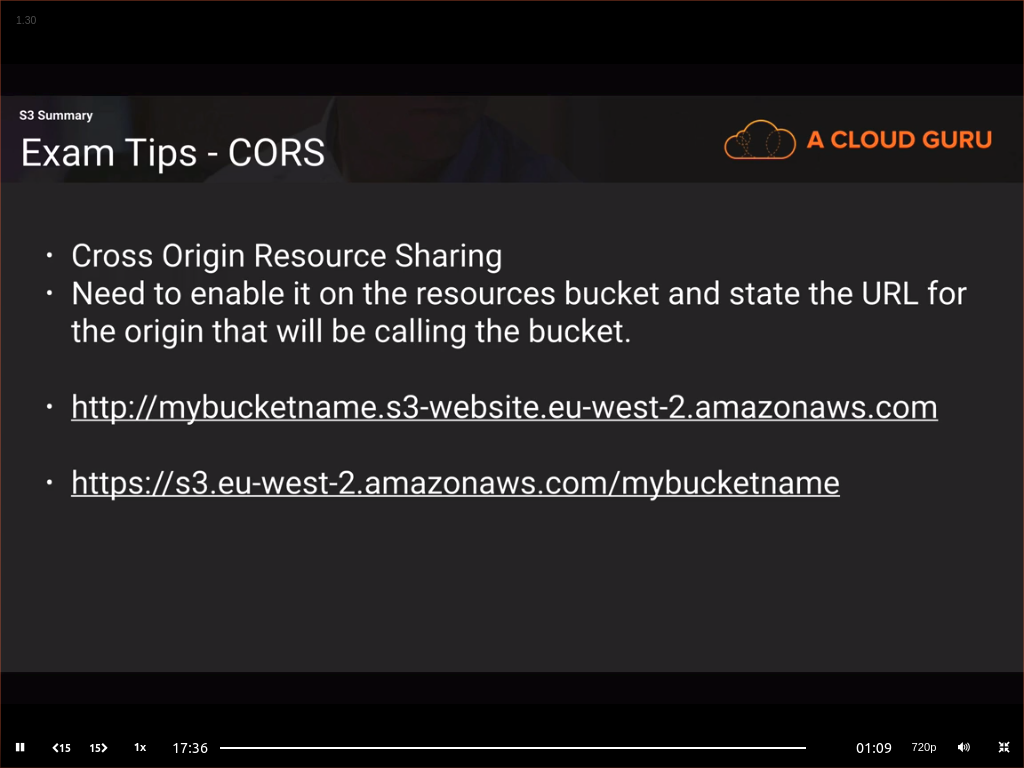 1.30
S3 Summary
Exam Tips - CORS
A CLOUD GURU
• Cross Origin Resource Sharing
• Need to enable it on the resources bucket and state the URL for
the origin that will be calling the bucket.
• http://mybucketname.s3-website.eu-west-2.amazonaws.com
• https://s3.eu-west-2.amazonaws.com/mybucketname
15 15 1x 17:36 01:09 720p